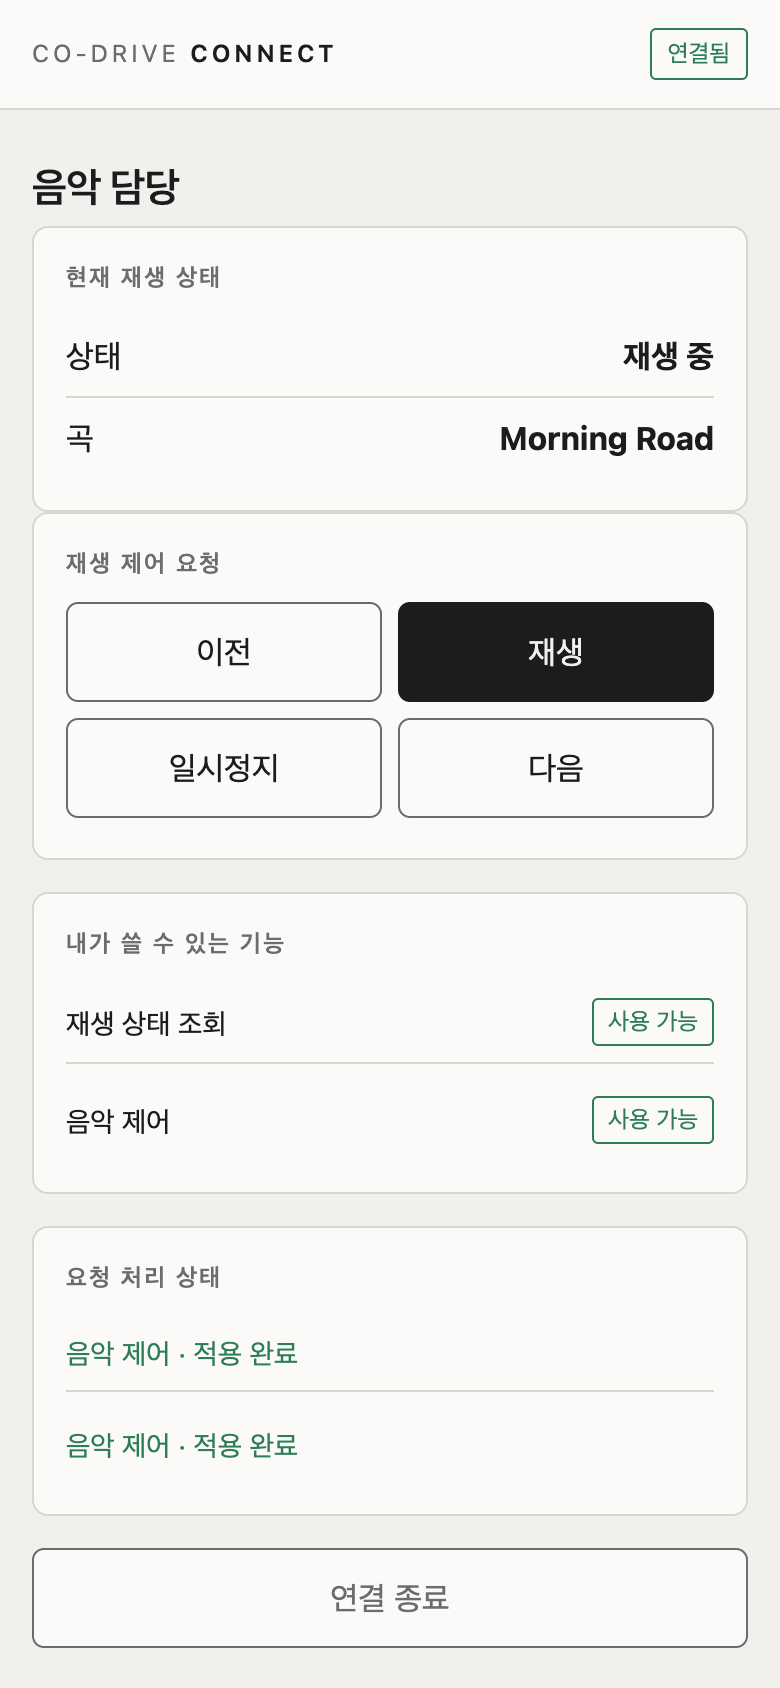 CO-DRIVE CONNECT 연결됨
음악 담당
현재 재생 상태
상태 재생 중
곡 Morning Road
재생 제어 요청
이전 재생
일시정지 다음
내가 쓸 수 있는 기능
재생 상태 조회 사용 가능
음악 제어 사용 가능
요청 처리 상태
음악 제어 · 적용 완료
음악 제어 · 적용 완료
연결 종료